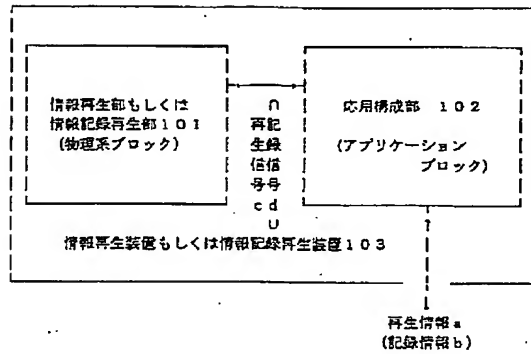 情報再生部もしくは
情報記録再生部101
(物理系ブロック)
再記
生録
信信
号号
c d
応用構成部 102
(アプリケーション
ブロック)
情報再生装置もしくは情報記録再生装置103
再生情報a
(記録情報b)